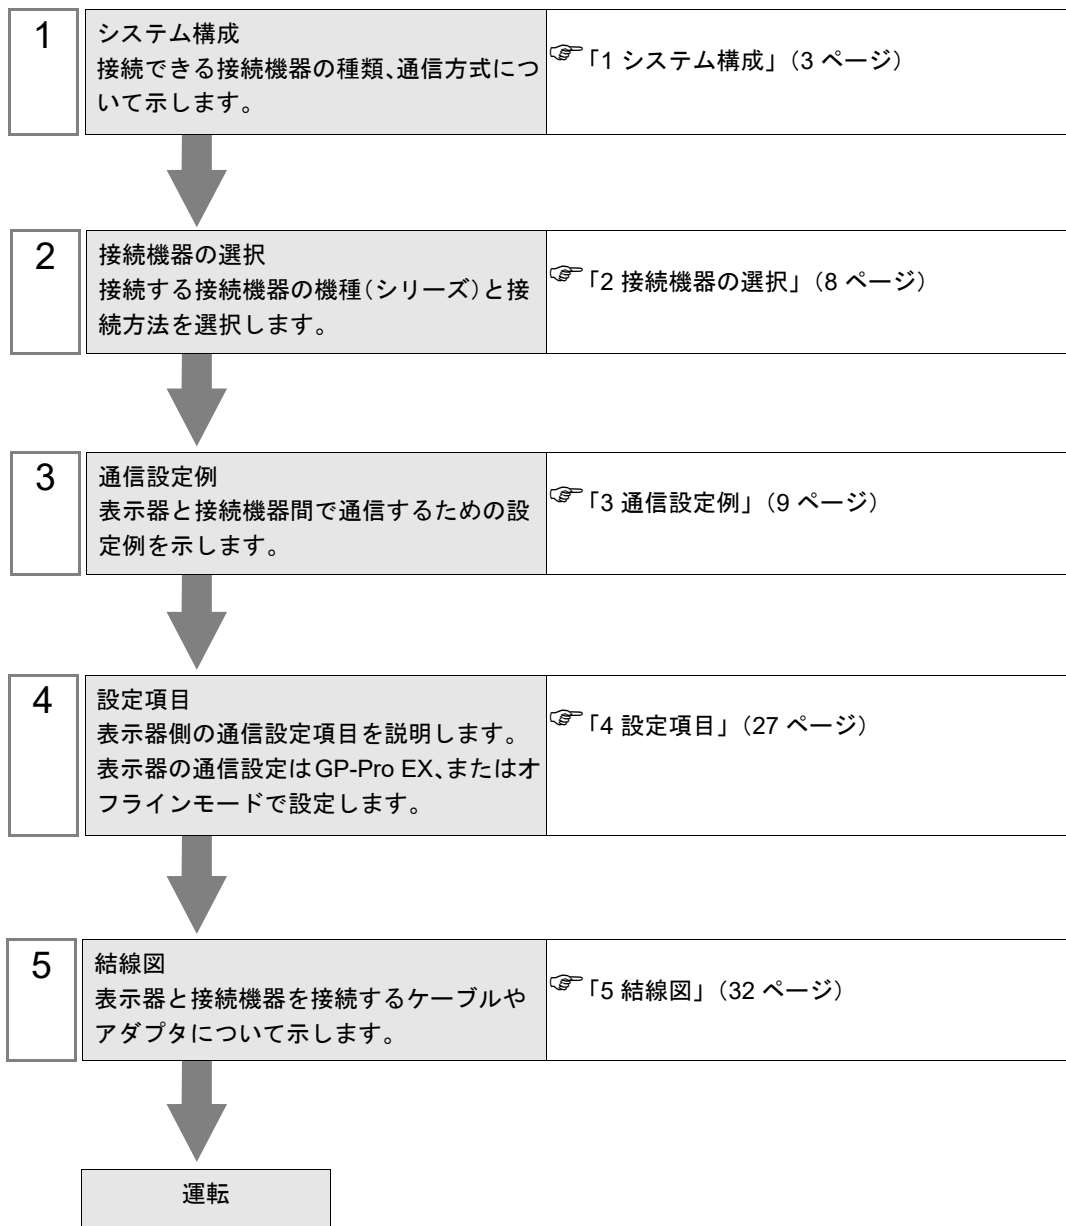 1
システム構成
接続できる接続機器の種類、通信方式につ
いて示します。
☞「1 システム構成」（3 ページ）
2
接続機器の選択
接続する接続機器の機種（シリーズ）と接
続方法を選択します。
☞「2 接続機器の選択」（8 ページ）
3
通信設定例
表示器と接続機器間で通信するための設
定例を示します。
☞「3 通信設定例」（9 ページ）
4
設定項目
表示器側の通信設定項目を説明します。
表示器の通信設定はGP-Pro EX、またはオ
フラインモードで設定します。
☞「4 設定項目」（27 ページ）
5
結線図
表示器と接続機器を接続するケーブルや
アダプタについて示します。
☞「5 結線図」（32 ページ）
運転